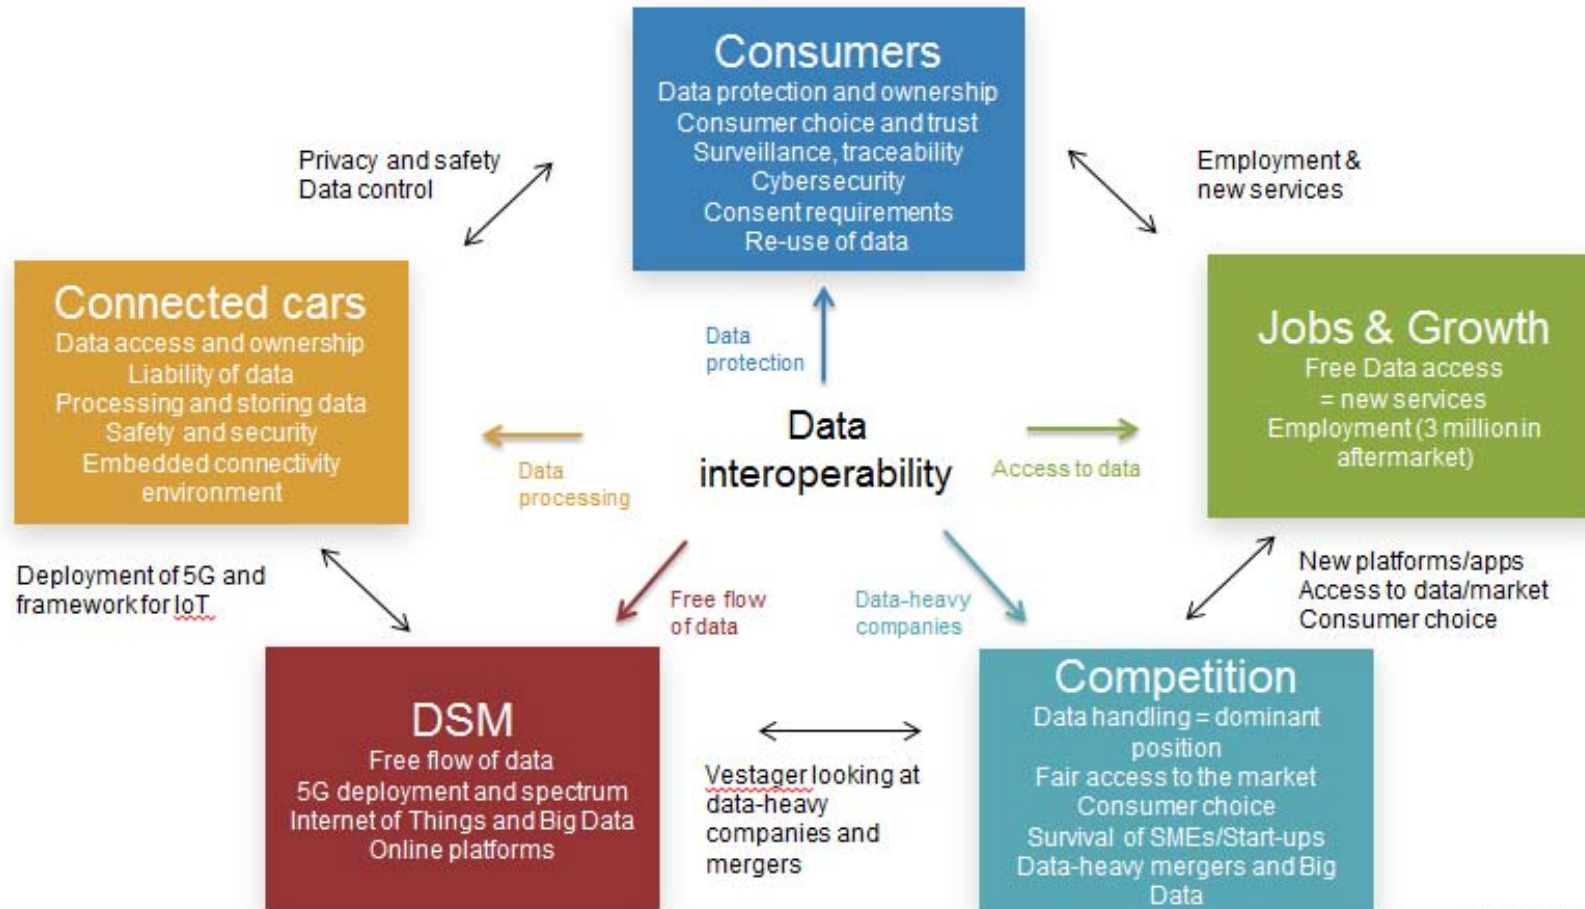 Consumers
Data protection and ownership
Consumer choice and trust
Surveillance, traceability
Cybersecurity
Consent requirements
Re-use of data
Privacy and safety
Data control
Employment &
new services
Connected cars
Data access and ownership
Liability of data
Processing and storing data
Safety and security
Embedded connectivity
environment
Data
protection
Jobs & Growth
Free Data access
= new services
Employment (3 million in
aftermarket)
Data
interoperability
Data
processing
Access to data
Deployment of 5G and
framework for IoT
Free flow
of data
Data-heavy
companies
New platforms/apps
Access to data/market
Consumer choice
DSM
Free flow of data
5G deployment and spectrum
Internet of Things and Big Data
Online platforms
Vestager looking at
data-heavy
companies and
mergers
Competition
Data handling = dominant
position
Fair access to the market
Consumer choice
Survival of SMEs/Start-ups
Data-heavy mergers and Big
Data